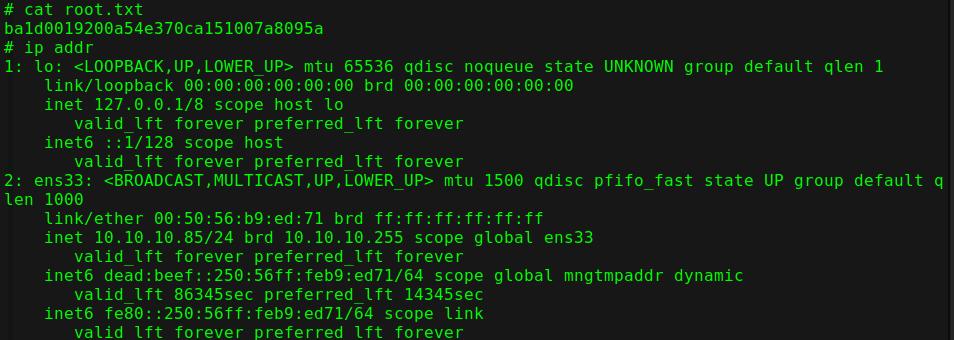 # cat root.txt
ba1d0019200a54e370ca151007a8095a
# ip addr
1: lo: <LOOPBACK,UP,LOWER_UP> mtu 65536 qdisc noqueue state UNKNOWN group default qlen 1
    link/loopback 00:00:00:00:00:00 brd 00:00:00:00:00:00
    inet 127.0.0.1/8 scope host lo
       valid_lft forever preferred_lft forever
    inet6 ::1/128 scope host
       valid_lft forever preferred_lft forever
2: ens33: <BROADCAST,MULTICAST,UP,LOWER_UP> mtu 1500 qdisc pfifo_fast state UP group default q
len 1000
    link/ether 00:50:56:b9:ed:71 brd ff:ff:ff:ff:ff:ff
    inet 10.10.10.85/24 brd 10.10.10.255 scope global ens33
       valid_lft forever preferred_lft forever
    inet6 dead:beef::250:56ff:feb9:ed71/64 scope global mngtmpaddr dynamic
       valid_lft 86345sec preferred_lft 14345sec
    inet6 fe80::250:56ff:feb9:ed71/64 scope link
       valid_lft forever preferred_lft forever